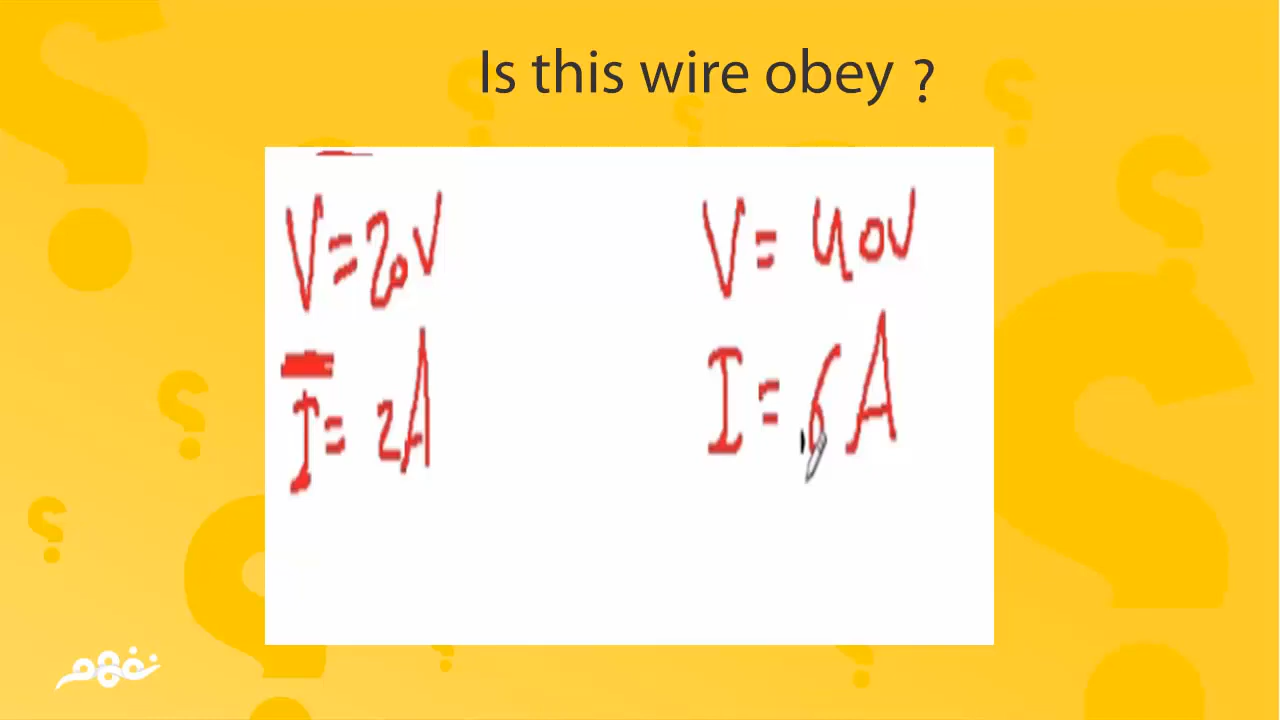 Is this wire obey ?
V=20V
V= 40V
I= 2A
I= 6A
نفهم